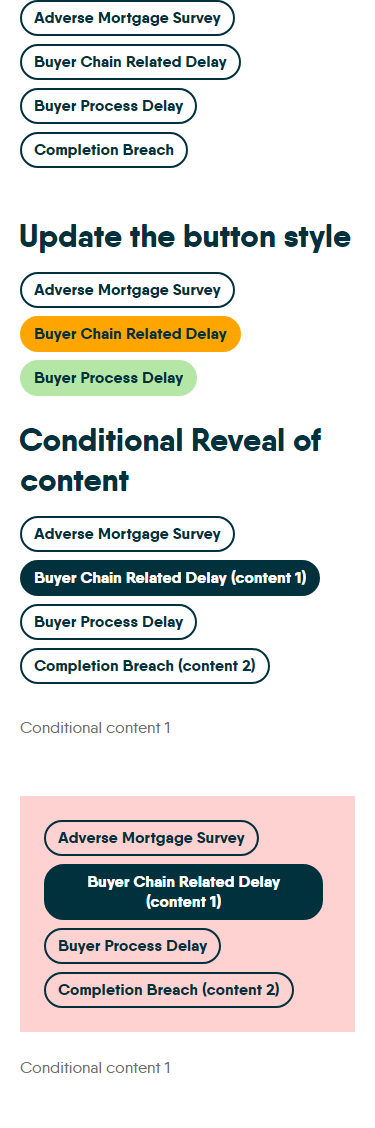 Adverse Mortgage Survey
Buyer Chain Related Delay
Buyer Process Delay
Completion Breach
Update the button style
Adverse Mortgage Survey
Buyer Chain Related Delay
Buyer Process Delay
Conditional Reveal of
content
Adverse Mortgage Survey
Buyer Chain Related Delay (content 1)
Buyer Process Delay
Completion Breach (content 2)
Conditional content 1
Adverse Mortgage Survey
Buyer Chain Related Delay
(content 1)
Buyer Process Delay
Completion Breach (content 2)
Conditional content 1